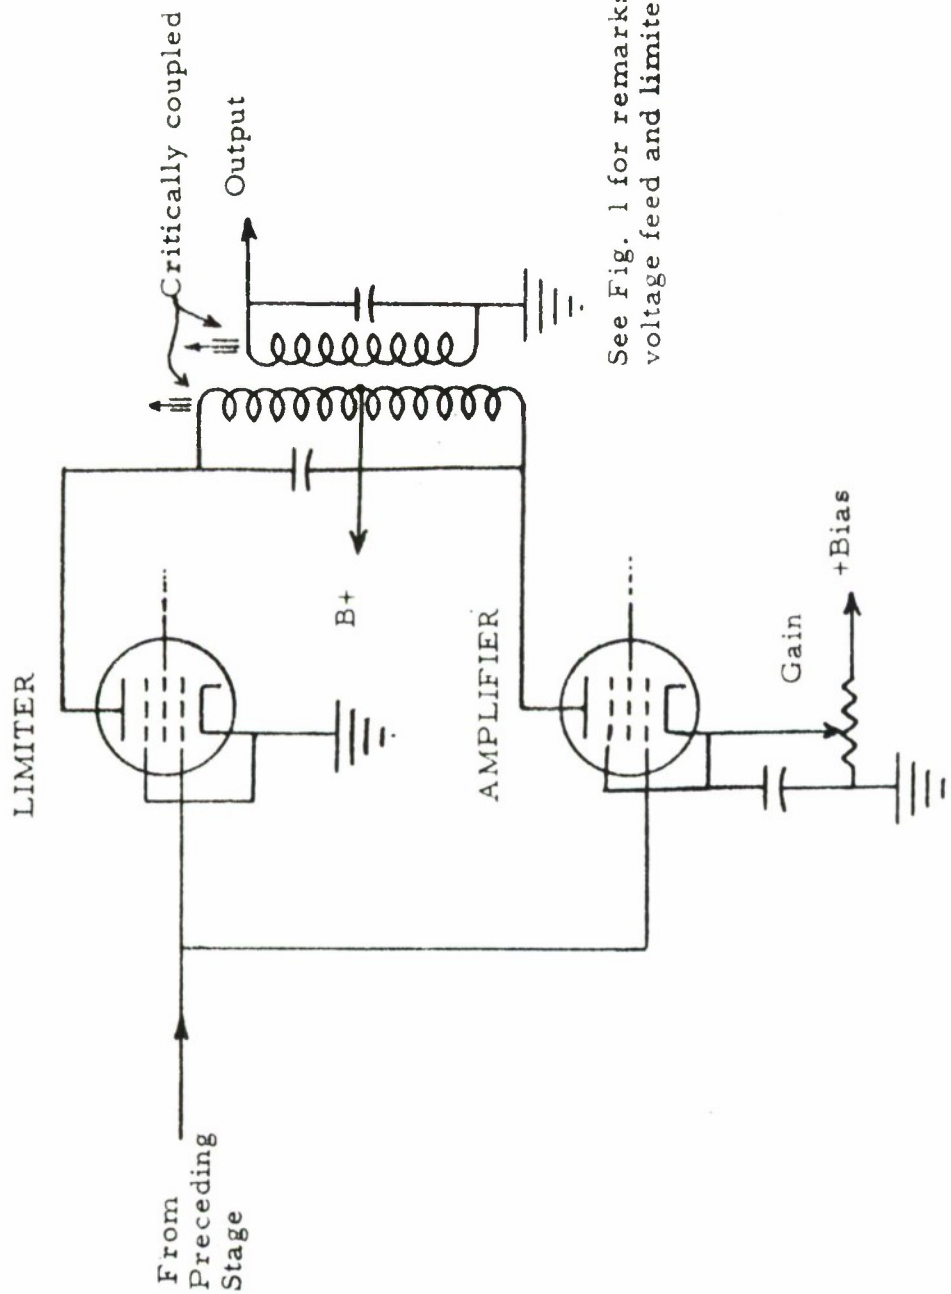 LIMITER
From
Preceding
Stage
B+
Critically coupled
Output
AMPLIFIER
Gain
+Bias
See Fig. 1 for remarks
voltage feed and limite